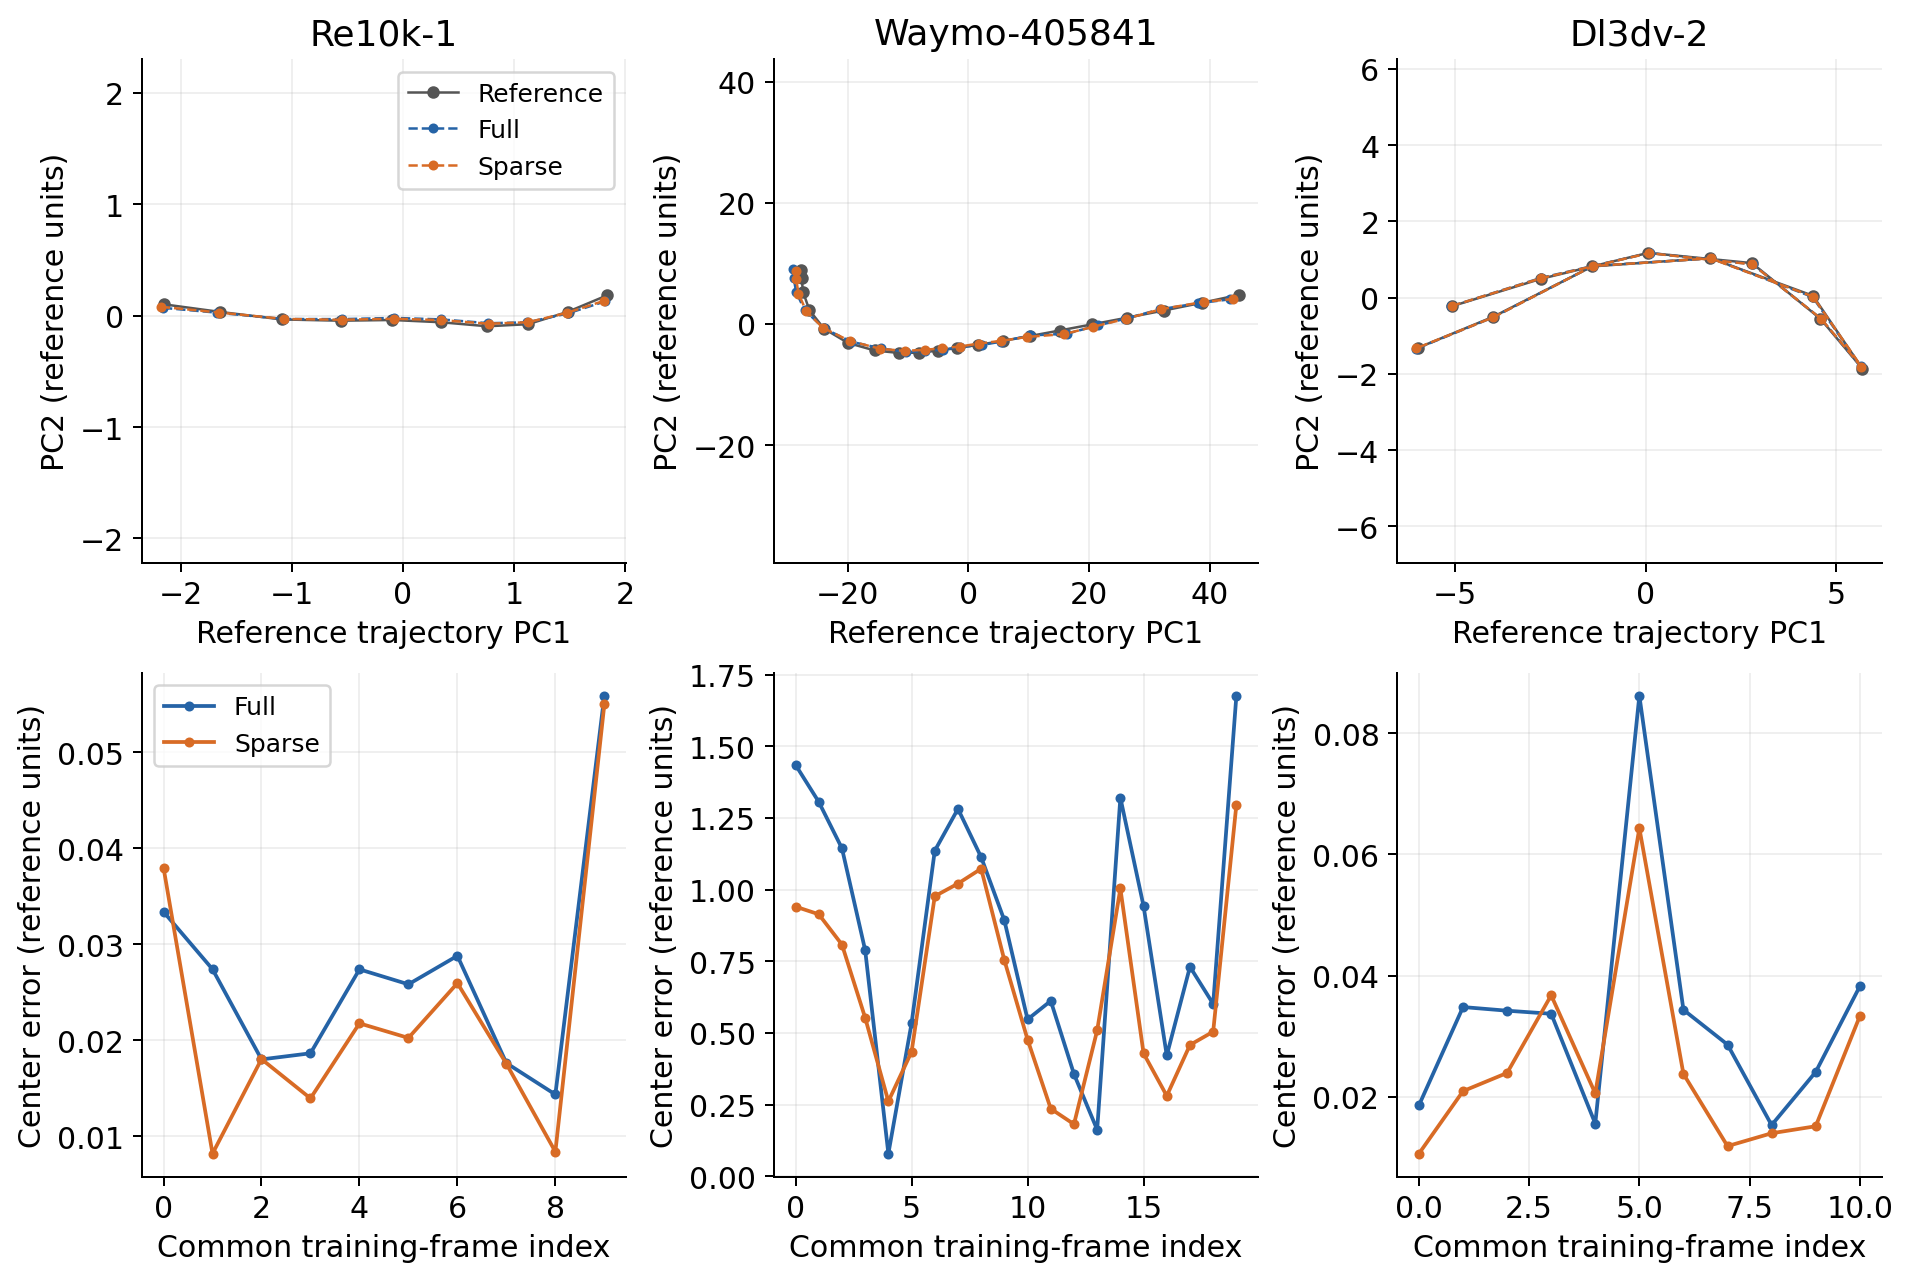 Re10k-1
Waymo-405841
Dl3dv-2
Reference
Full
Sparse
PC2 (reference units)
2
1
0
−1
−2
−2
−1
0
1
2
Reference trajectory PC1
PC2 (reference units)
40
20
0
−20
−20
0
20
40
Reference trajectory PC1
PC2 (reference units)
6
4
2
0
−2
−4
−6
−5
0
5
Reference trajectory PC1
Full
Sparse
Center error (reference units)
0.05
0.04
0.03
0.02
0.01
0
2
4
6
8
Common training-frame index
Center error (reference units)
1.75
1.50
1.25
1.00
0.75
0.50
0.25
0.00
0
5
10
15
Common training-frame index
Center error (reference units)
0.08
0.06
0.04
0.02
0.0
2.5
5.0
7.5
10.0
Common training-frame index